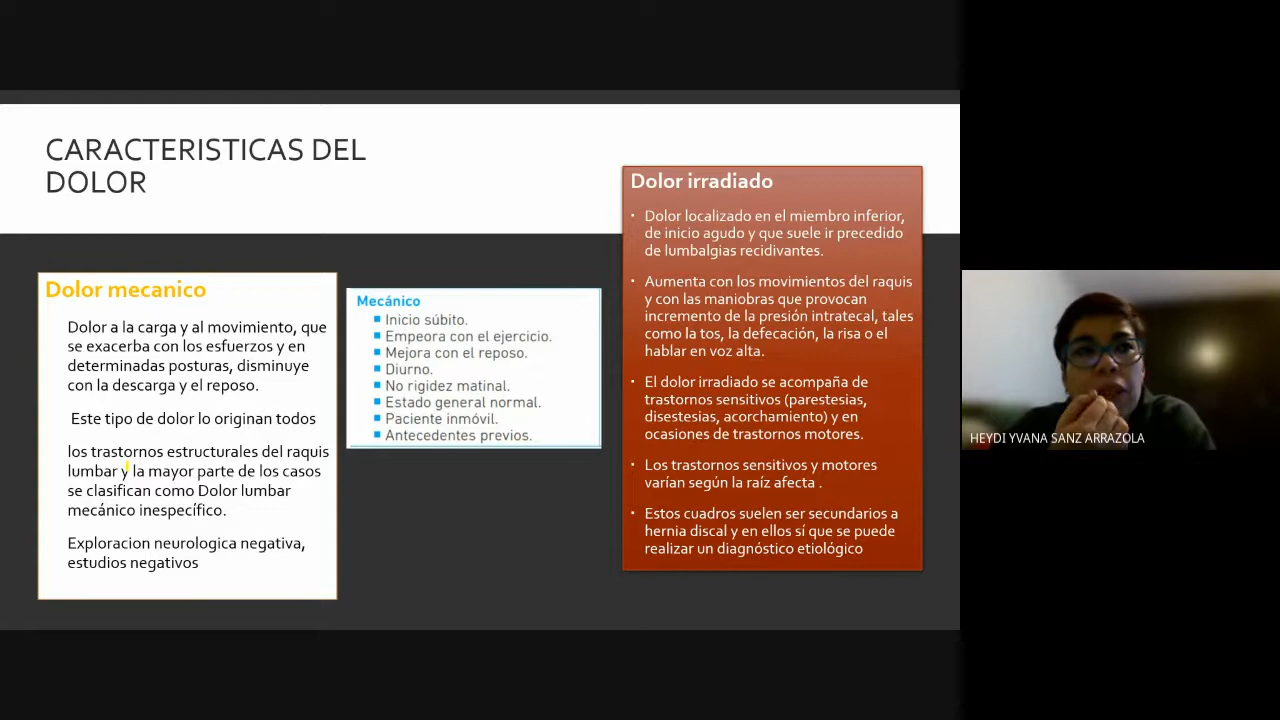 CARACTERISTICAS DEL
DOLOR
Dolor mecanico
Dolor a la carga y al movimiento, que
se exacerba con los esfuerzos y en
determinadas posturas, disminuye
con la descarga y el reposo.
Este tipo de dolor lo originan todos
los trastornos estructurales del raquis
lumbar y la mayor parte de los casos
se clasifican como Dolor lumbar
mecánico inespecífico.
Exploracion neurologica negativa,
estudios negativos
Mecánico
Inicio súbito.
Empeora con el ejercicio.
Mejora con el reposo.
Diurno.
No rigidez matinal.
Estado general normal.
Paciente inmóvil.
Antecedentes previos.
Dolor irradiado
• Dolor localizado en el miembro inferior,
de inicio agudo y que suele ir precedido
de lumbalgias recidivantes.
• Aumenta con los movimientos del raquis
y con las maniobras que provocan
incremento de la presión intratecal, tales
como la tos, la defecación, la risa o el
hablar en voz alta.
• El dolor irradiado se acompaña de
trastornos sensitivos (parestesias,
disestesias, acorchamiento) y en
ocasiones de trastornos motores.
• Los trastornos sensitivos y motores
varían según la raíz afecta .
• Estos cuadros suelen ser secundarios a
hernia discal y en ellos sí que se puede
realizar un diagnóstico etiológico
HEYDI YVANA SANZ ARRAZOLA